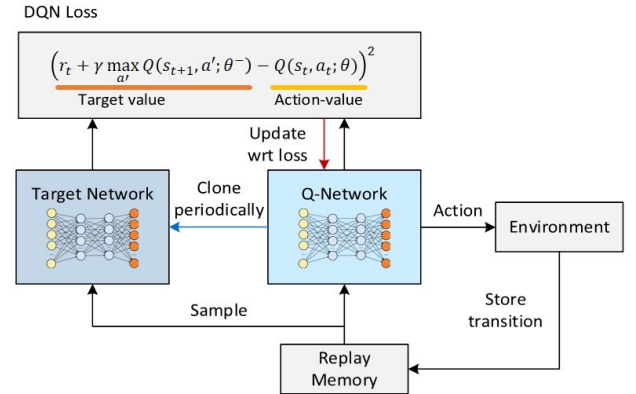 DQN Loss
(r_t + γ max_{a′} Q(s_{t+1}, a′; θ⁻) − Q(s_t, a_t; θ))²
Target value
Action-value
Update
wrt loss
Target Network
Clone
periodically
Q-Network
Action
Environment
Sample
Store
transition
Replay
Memory